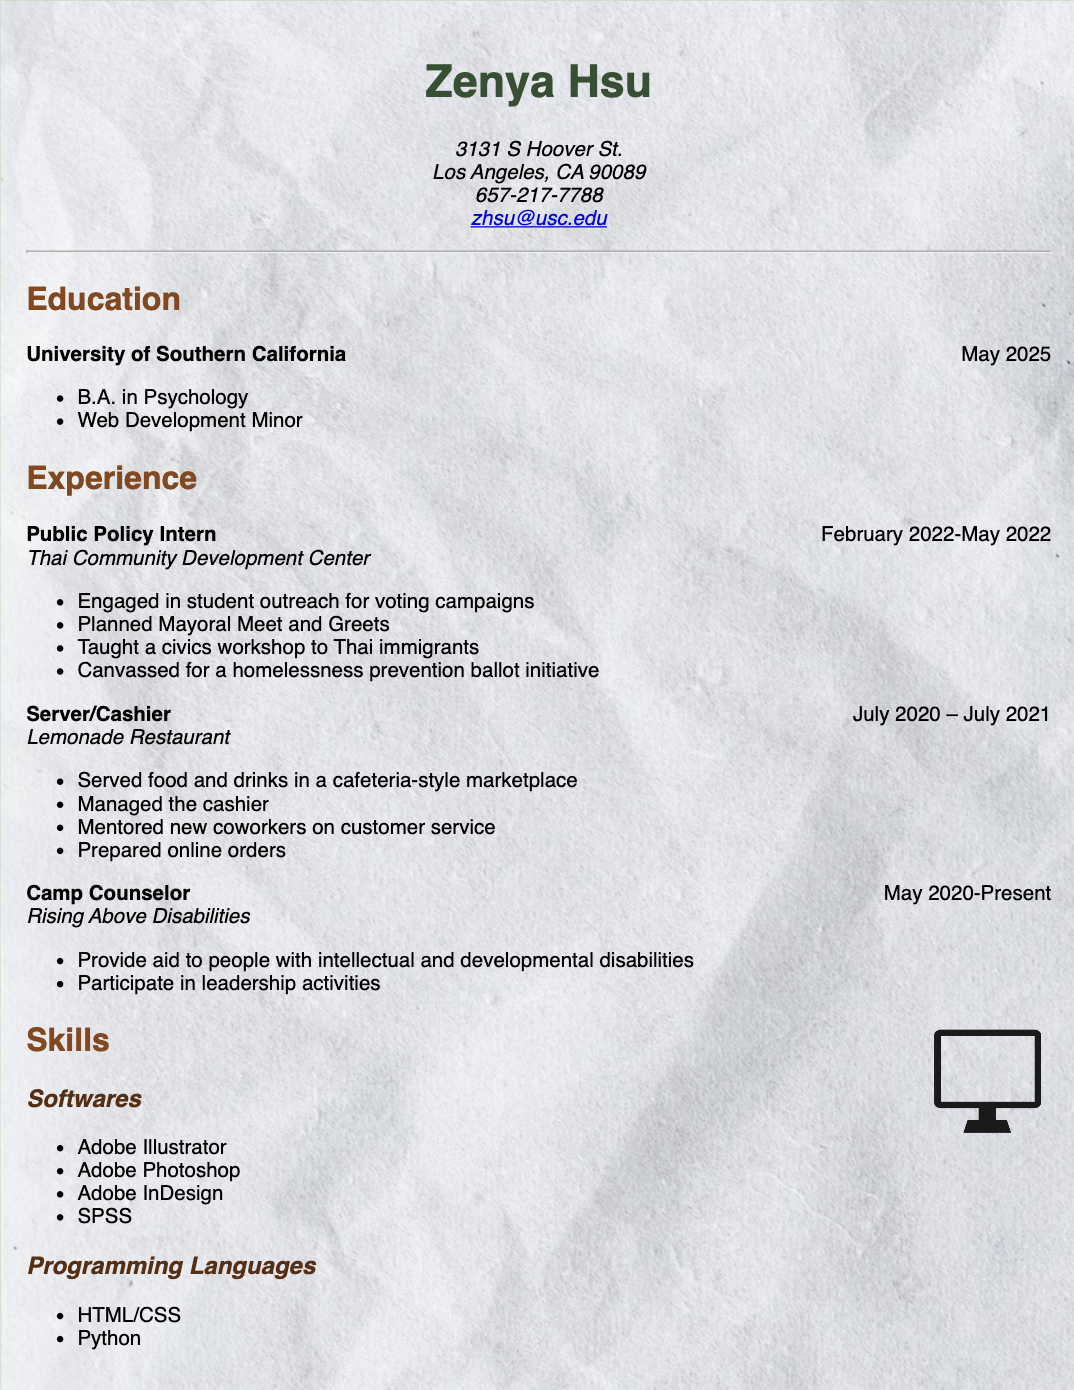 Zenya Hsu
3131 S Hoover St.
Los Angeles, CA 90089
657-217-7788
zhsu@usc.edu
Education
University of Southern California May 2025
• B.A. in Psychology
• Web Development Minor
Experience
Public Policy Intern February 2022-May 2022
Thai Community Development Center
• Engaged in student outreach for voting campaigns
• Planned Mayoral Meet and Greets
• Taught a civics workshop to Thai immigrants
• Canvassed for a homelessness prevention ballot initiative
Server/Cashier July 2020 – July 2021
Lemonade Restaurant
• Served food and drinks in a cafeteria-style marketplace
• Managed the cashier
• Mentored new coworkers on customer service
• Prepared online orders
Camp Counselor May 2020-Present
Rising Above Disabilities
• Provide aid to people with intellectual and developmental disabilities
• Participate in leadership activities
Skills
Softwares
• Adobe Illustrator
• Adobe Photoshop
• Adobe InDesign
• SPSS
Programming Languages
• HTML/CSS
• Python